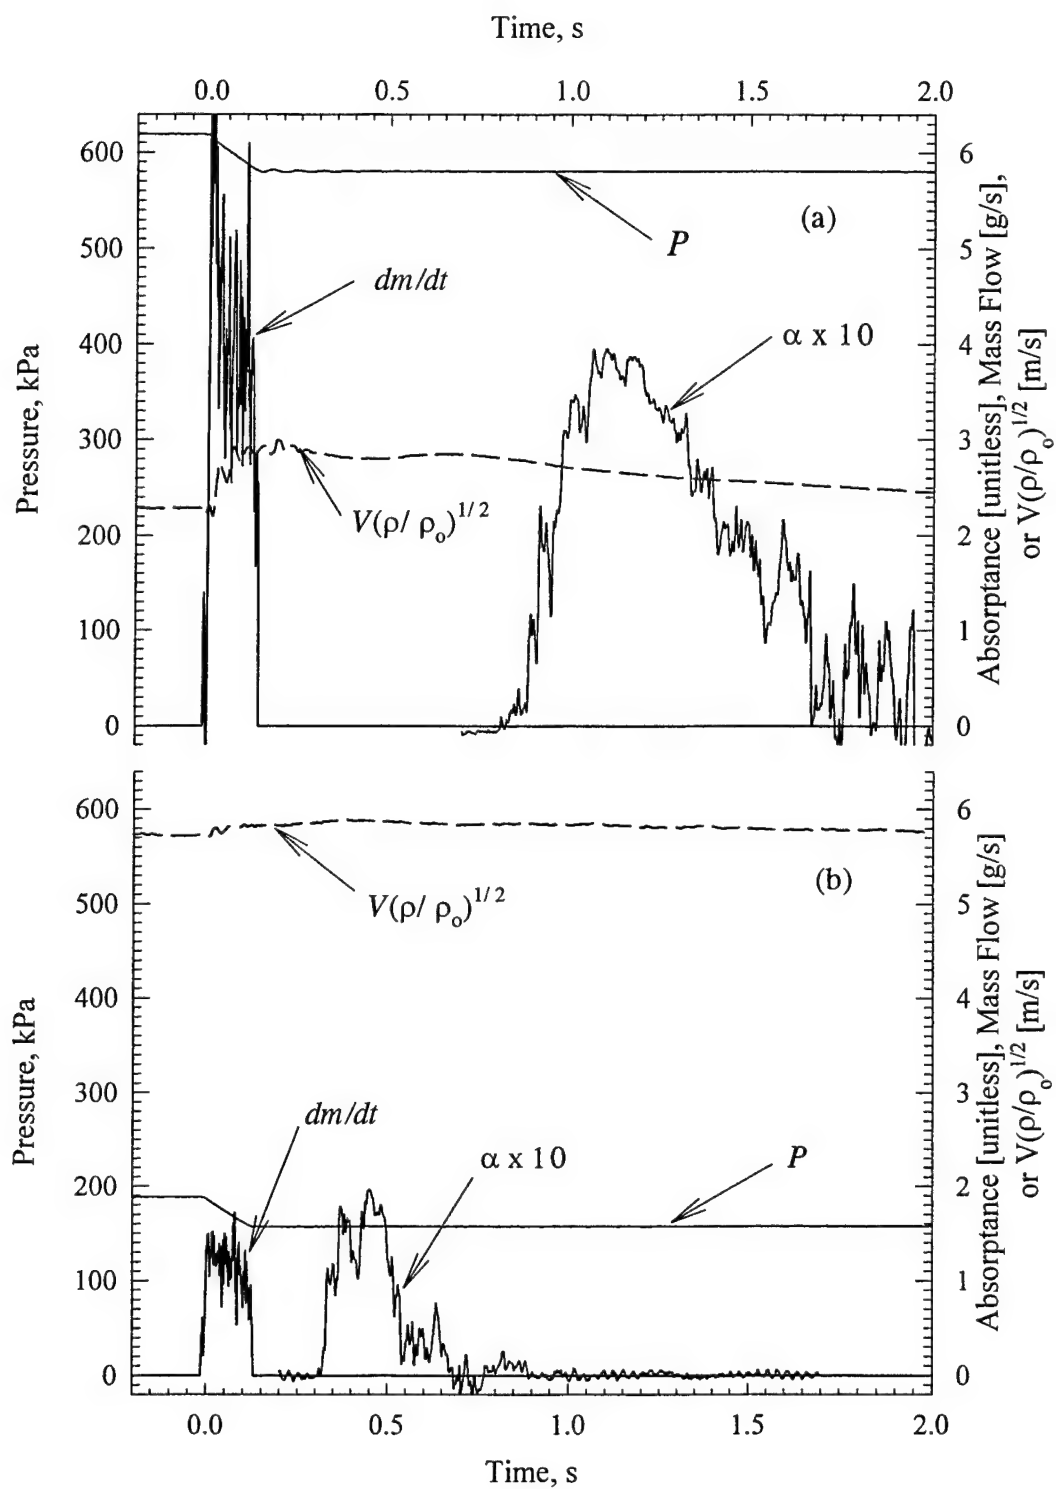 Time, s
0.0 0.5 1.0 1.5 2.0
600
500
400
300
200
100
0
Pressure, kPa
6
5
4
3
2
1
0
Absorptance [unitless], Mass Flow [g/s],
or V(ρ/ρo)1/2 [m/s]
(a)
P
dm/dt
α x 10
V(ρ/ ρo)1/2
600
500
400
300
200
100
0
Pressure, kPa
6
5
4
3
2
1
0
Absorptance [unitless], Mass Flow [g/s]
or V(ρ/ρo)1/2 [m/s]
(b)
V(ρ/ ρo)1/2
dm/dt
α x 10
P
0.0 0.5 1.0 1.5 2.0
Time, s